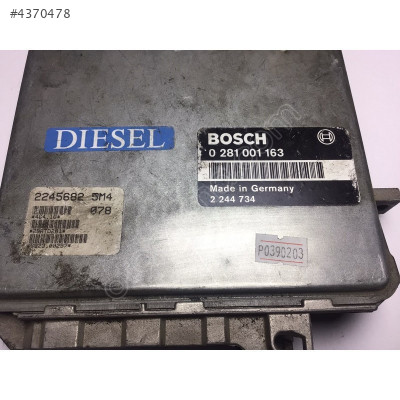 #4370478
DIESEL
BOSCH
0 281 001 163
Made in Germany
2 244 734
2245682 5M4
078
P0390203